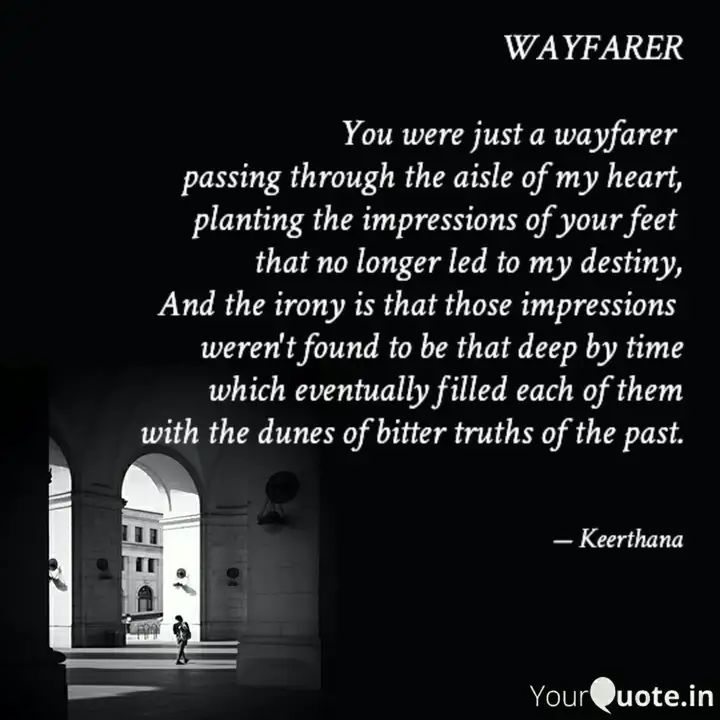 WAYFARER
You were just a wayfarer
passing through the aisle of my heart,
planting the impressions of your feet
that no longer led to my destiny,
And the irony is that those impressions
weren't found to be that deep by time
which eventually filled each of them
with the dunes of bitter truths of the past.
— Keerthana
YourQuote.in